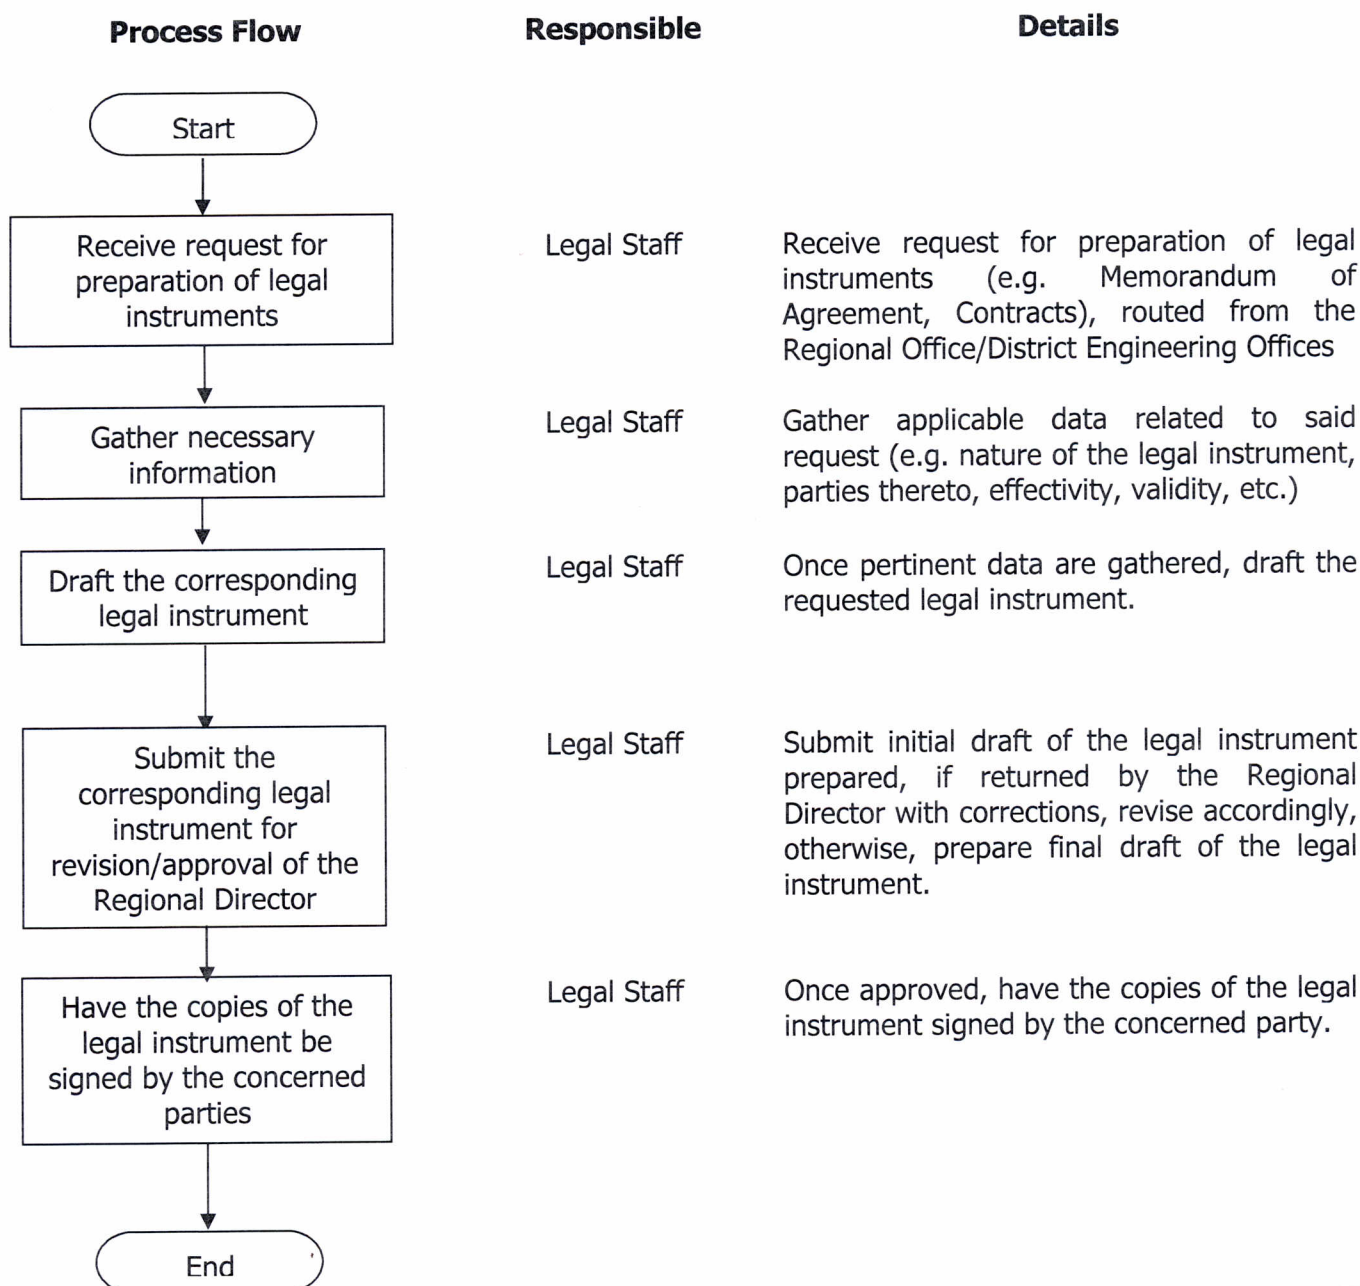 Process Flow
Responsible
Details
Start
Receive request for
preparation of legal
instruments
Legal Staff
Receive request for preparation of legal
instruments (e.g. Memorandum of
Agreement, Contracts), routed from the
Regional Office/District Engineering Offices
Gather necessary
information
Legal Staff
Gather applicable data related to said
request (e.g. nature of the legal instrument,
parties thereto, effectivity, validity, etc.)
Draft the corresponding
legal instrument
Legal Staff
Once pertinent data are gathered, draft the
requested legal instrument.
Submit the
corresponding legal
instrument for
revision/approval of the
Regional Director
Legal Staff
Submit initial draft of the legal instrument
prepared, if returned by the Regional
Director with corrections, revise accordingly,
otherwise, prepare final draft of the legal
instrument.
Have the copies of the
legal instrument be
signed by the concerned
parties
Legal Staff
Once approved, have the copies of the legal
instrument signed by the concerned party.
End